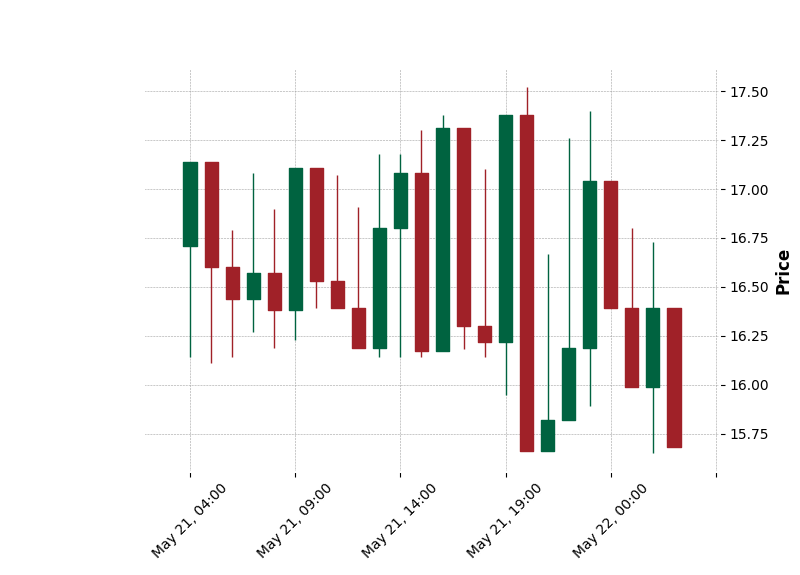 17.50
17.25
17.00
16.75
16.50
16.25
16.00
15.75
Price
May 21, 04:00
May 21, 09:00
May 21, 14:00
May 21, 19:00
May 22, 00:00